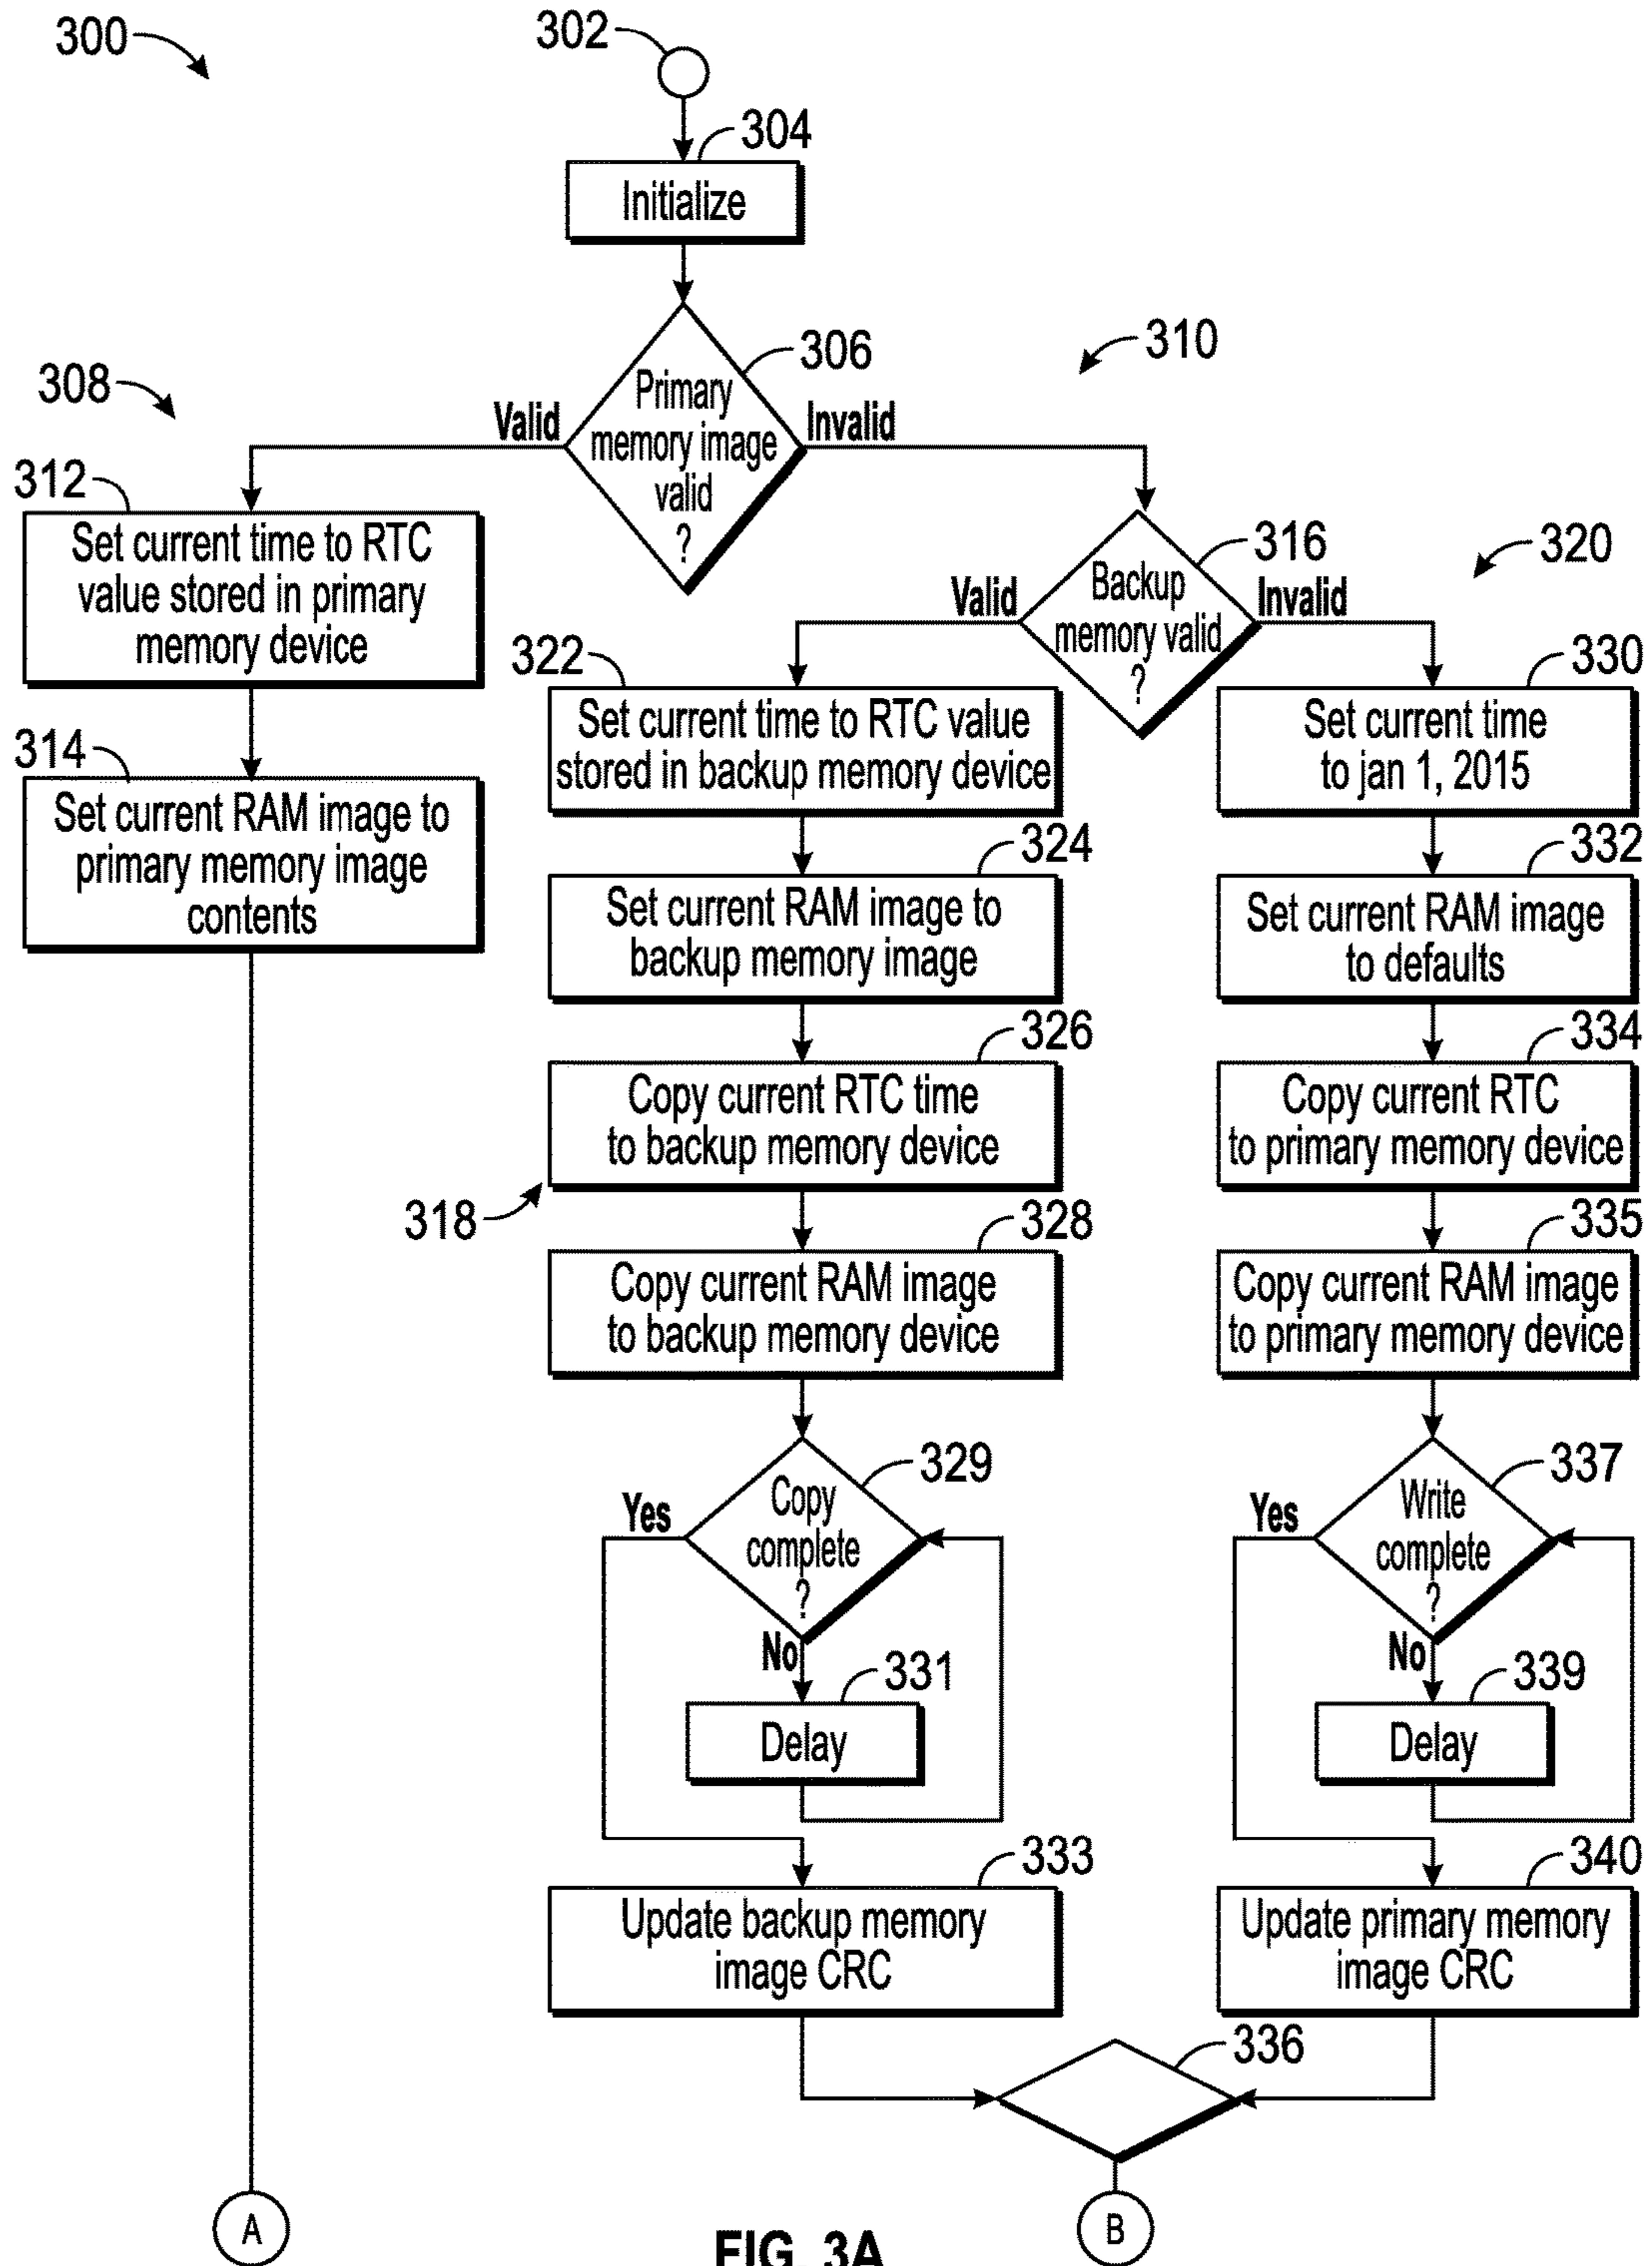 300
302
304
Initialize
306
310
308
Primary
memory image
valid
?
Valid
Invalid
312
Set current time to RTC
value stored in primary
memory device
316
320
Backup
memory valid
?
Valid
Invalid
314
Set current RAM image to
primary memory image
contents
322
Set current time to RTC value
stored in backup memory device
330
Set current time
to jan 1, 2015
324
Set current RAM image to
backup memory image
332
Set current RAM image
to defaults
326
Copy current RTC time
to backup memory device
334
Copy current RTC
to primary memory device
318
328
Copy current RAM image
to backup memory device
335
Copy current RAM image
to primary memory device
329
Copy
complete
?
Yes
No
331
Delay
337
Write
complete
?
Yes
No
339
Delay
333
Update backup memory
image CRC
340
Update primary memory
image CRC
336
A
B
FIG. 3A